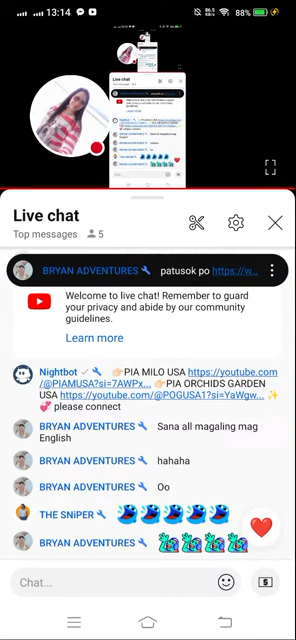 13:14
86.5 KB/s
88%
Live chat
Top messages 5
BRYAN ADVENTURES patusok po https://w...
Welcome to live chat! Remember to guard
your privacy and abide by our community
guidelines.
Learn more
Nightbot 👉🏻PIA MILO USA https://youtube.com
/@PIAMUSA?si=7AWPx... 👉🏻PIA ORCHIDS GARDEN
USA https://youtube.com/@POGUSA1?si=YaWgw... ✨
💞 please connect
BRYAN ADVENTURES Sana all magaling mag
English
BRYAN ADVENTURES hahaha
BRYAN ADVENTURES Oo
THE SNiPER
BRYAN ADVENTURES
Chat...